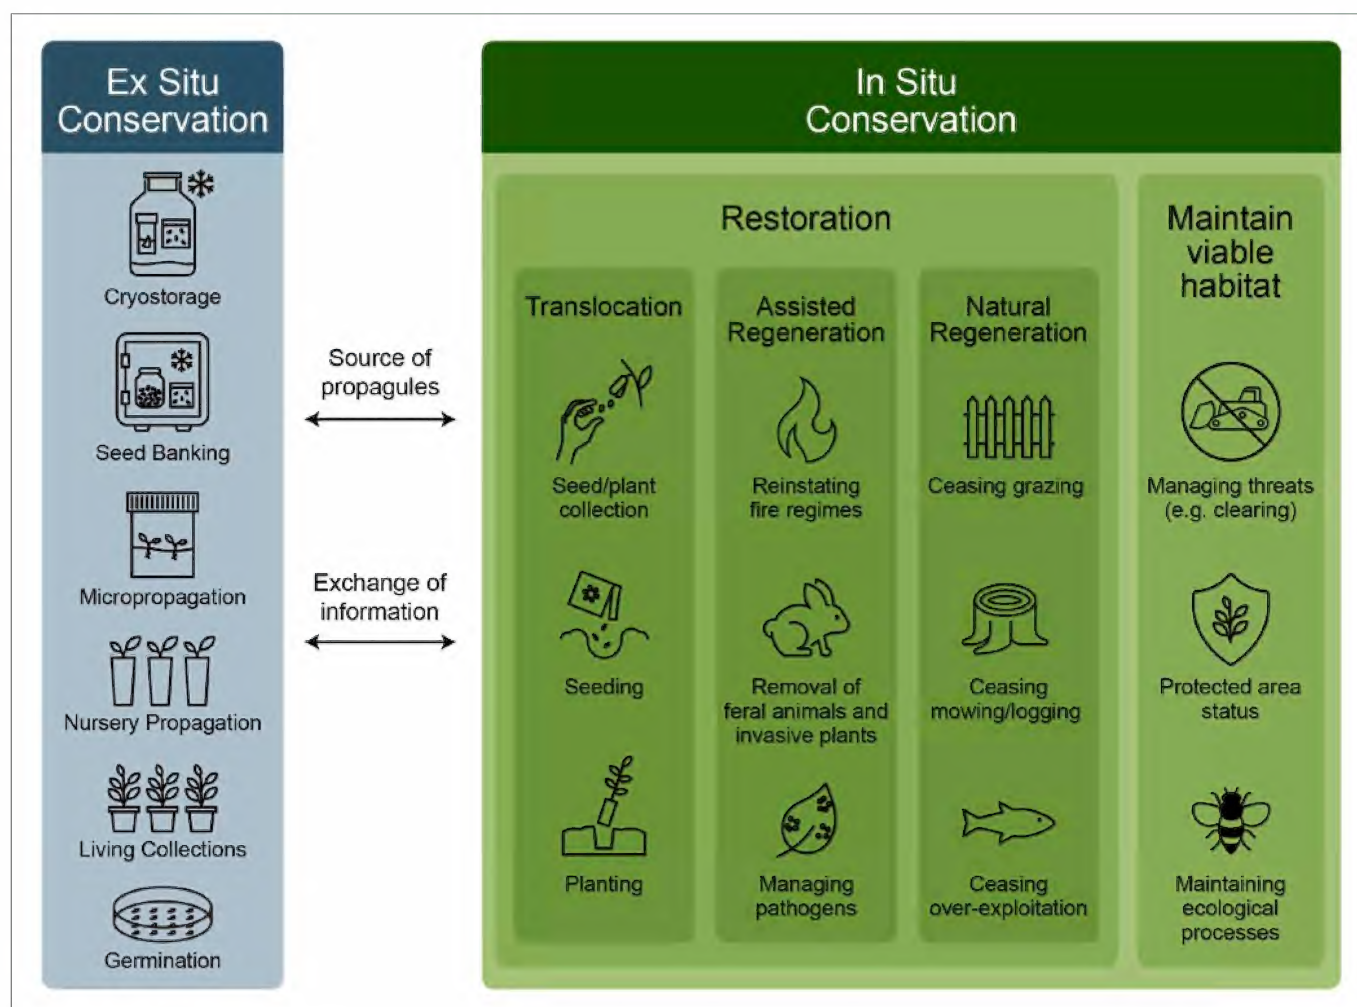 Ex Situ
Conservation
Cryostorage
Seed Banking
Micropropagation
Nursery Propagation
Living Collections
Germination
Source of
propagules
Exchange of
information
In Situ
Conservation
Restoration
Translocation
Seed/plant
collection
Seeding
Planting
Assisted
Regeneration
Reinstating
fire regimes
Removal of
feral animals and
invasive plants
Managing
pathogens
Natural
Regeneration
Ceasing grazing
Ceasing
mowing/logging
Ceasing
over-exploitation
Maintain
viable
habitat
Managing threats
(e.g. clearing)
Protected area
status
Maintaining
ecological
processes